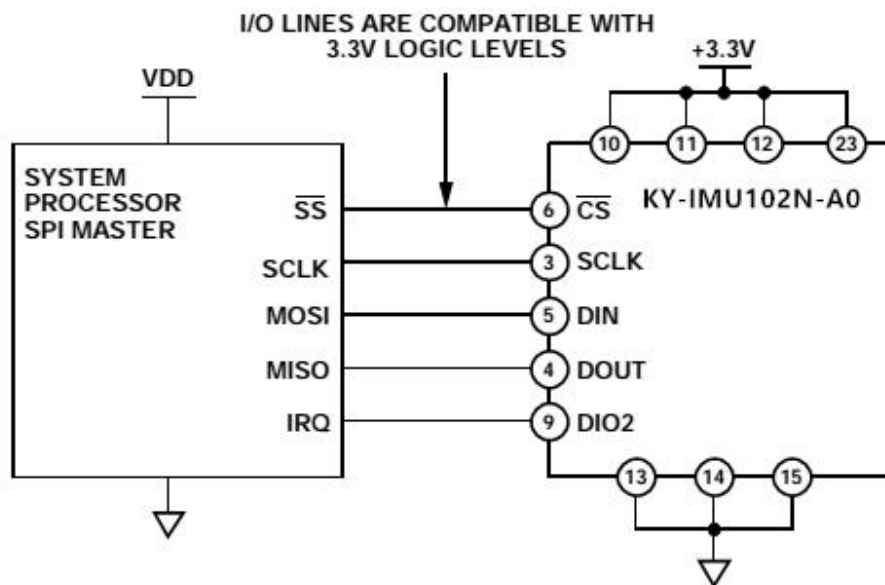 I/O LINES ARE COMPATIBLE WITH
3.3V LOGIC LEVELS
+3.3V
VDD
10
11
12
23
SYSTEM
PROCESSOR
SPI MASTER
KY-IMU102N-A0
SS
6
CS
SCLK
3
SCLK
MOSI
5
DIN
MISO
4
DOUT
IRQ
9
DIO2
13
14
15